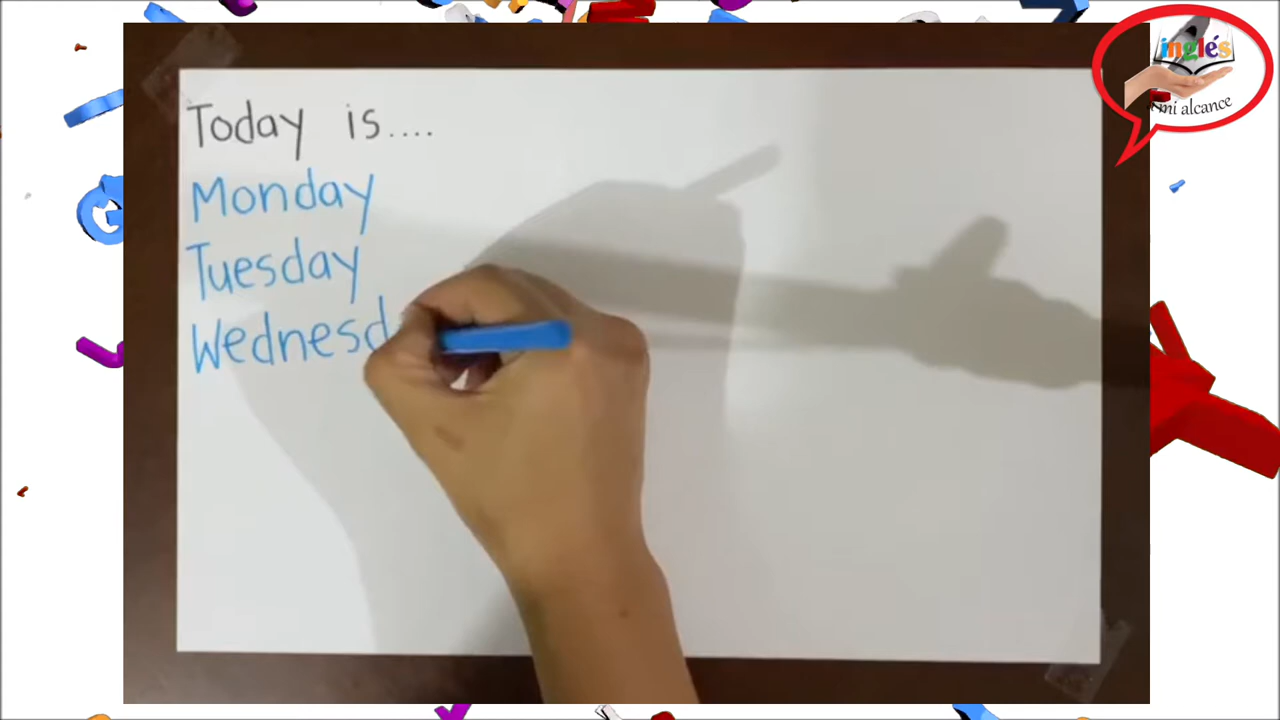 Today is....
Monday
Tuesday
Wednesd
inglés
a mi alcance